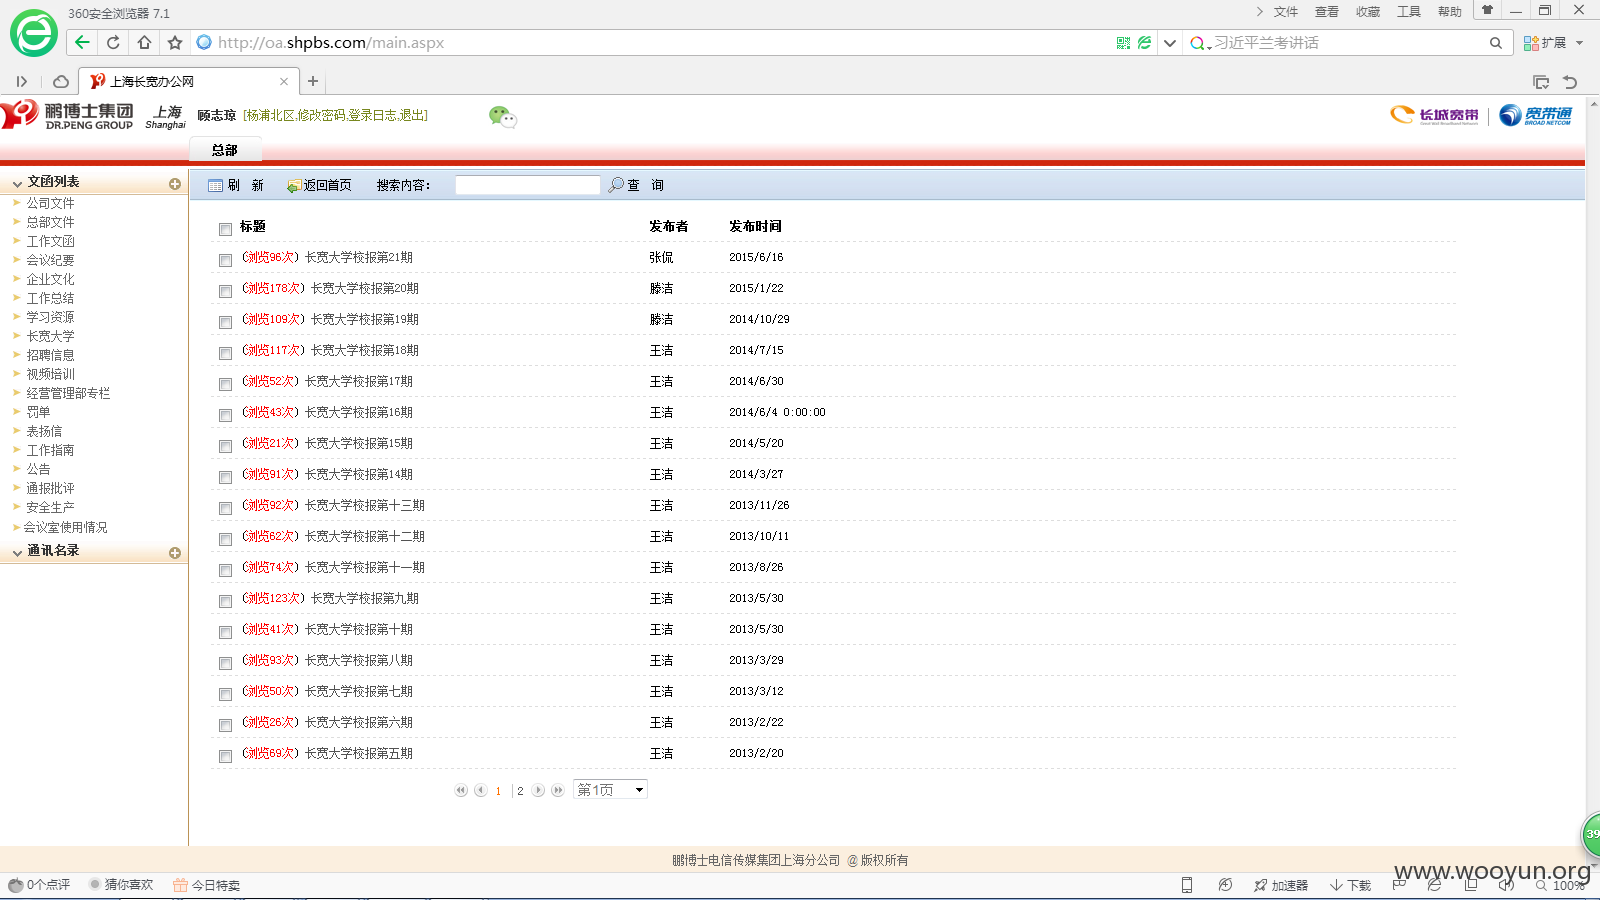 360安全浏览器 7.1
文件 查看 收藏 工具 帮助
http://oa.shpbs.com/main.aspx
习近平兰考讲话
扩展
上海长宽办公网
鹏博士集团 DR.PENG GROUP
上海 Shanghai
顾志琼 [杨浦北区,修改密码,登录日志,退出]
长城宽带
宽带通 BROAD NETCOM
总部
文函列表
公司文件
总部文件
工作文函
会议纪要
企业文化
工作总结
学习资源
长宽大学
招聘信息
视频培训
经营管理部专栏
罚单
表扬信
工作指南
公告
通报批评
安全生产
会议室使用情况
通讯名录
刷 新 返回首页 搜索内容: 查 询
标题 发布者 发布时间
(浏览96次) 长宽大学校报第21期 张侃 2015/6/16
(浏览178次) 长宽大学校报第20期 滕洁 2015/1/22
(浏览109次) 长宽大学校报第19期 滕洁 2014/10/29
(浏览117次) 长宽大学校报第18期 王洁 2014/7/15
(浏览52次) 长宽大学校报第17期 王洁 2014/6/30
(浏览43次) 长宽大学校报第16期 王洁 2014/6/4 0:00:00
(浏览21次) 长宽大学校报第15期 王洁 2014/5/20
(浏览91次) 长宽大学校报第14期 王洁 2014/3/27
(浏览92次) 长宽大学校报第十三期 王洁 2013/11/26
(浏览62次) 长宽大学校报第十二期 王洁 2013/10/11
(浏览74次) 长宽大学校报第十一期 王洁 2013/8/26
(浏览123次) 长宽大学校报第九期 王洁 2013/5/30
(浏览41次) 长宽大学校报第十期 王洁 2013/5/30
(浏览93次) 长宽大学校报第八期 王洁 2013/3/29
(浏览50次) 长宽大学校报第七期 王洁 2013/3/12
(浏览26次) 长宽大学校报第六期 王洁 2013/2/22
(浏览69次) 长宽大学校报第五期 王洁 2013/2/20
1 | 2 第1页
鹏博士电信传媒集团上海分公司 @ 版权所有
39
www.wooyun.org
0个点评 猜你喜欢 今日特卖 加速器 下载 100%